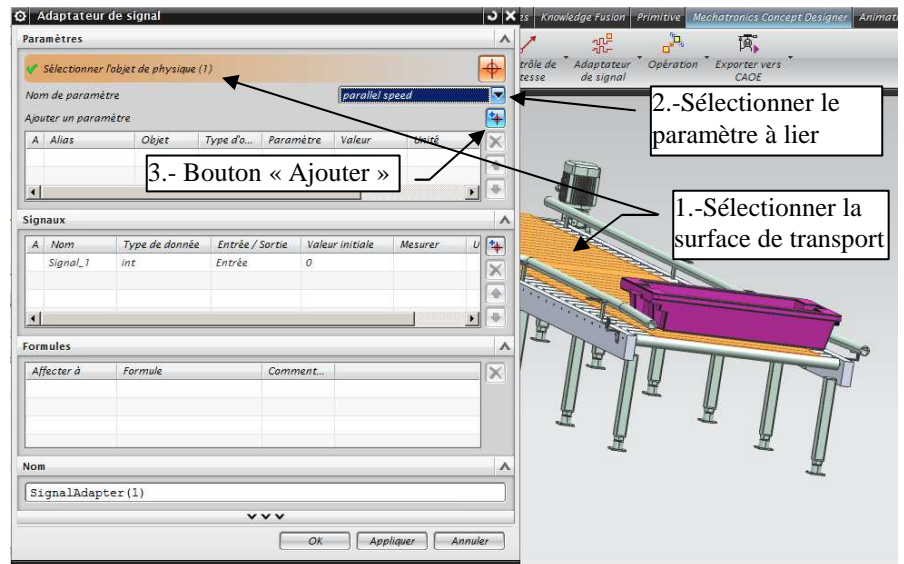 Adaptateur de signal
Paramètres
Sélectionner l'objet de physique (1)
Nom de paramètre
parallel speed
Ajouter un paramètre
A Alias Objet Type d'o... Paramètre Valeur Unité
3.- Bouton « Ajouter »
Signaux
A Nom Type de donnée Entrée / Sortie Valeur initiale Mesurer U
Signal_1 int Entrée 0
Formules
Affecter à Formule Comment...
Nom
SignalAdapter(1)
OK Appliquer Annuler
es Knowledge Fusion Primitive Mechatronics Concept Designer Animati
trôle de Adaptateur Opération Exporter vers
tesse de signal CAOE
2.-Sélectionner le
paramètre à lier
1.-Sélectionner la
surface de transport